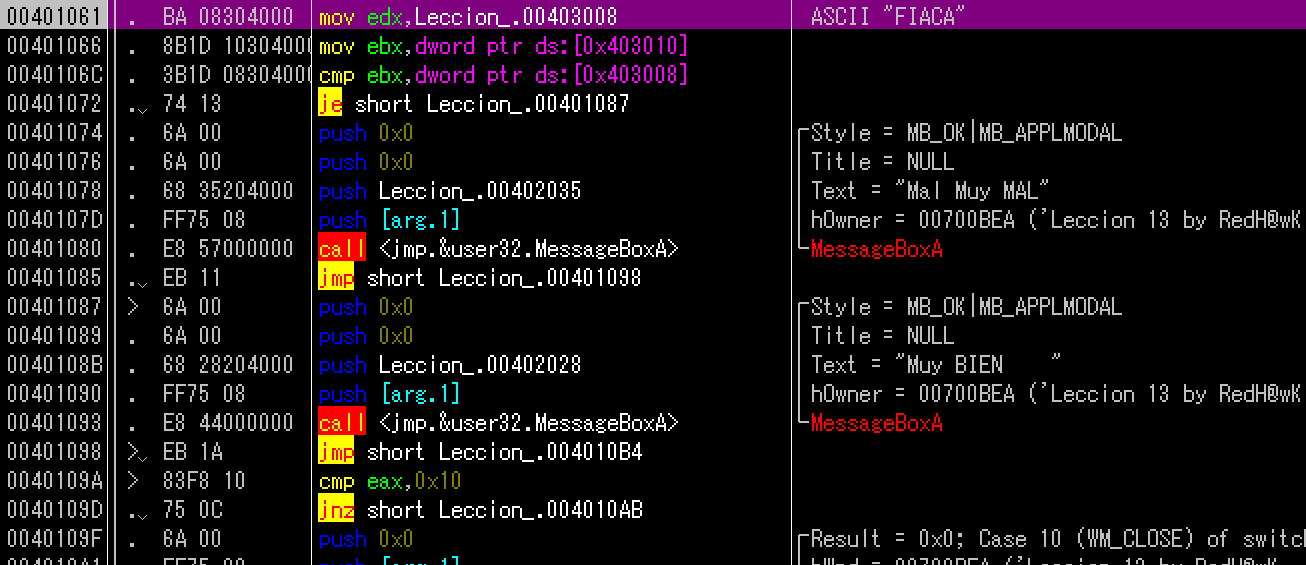 00401061 . BA 08304000 mov edx,Leccion_.00403008 ASCII "FIACA"
00401066 . 8B1D 10304000 mov ebx,dword ptr ds:[0x403010]
0040106C . 3B1D 08304000 cmp ebx,dword ptr ds:[0x403008]
00401072 .v 74 13 je short Leccion_.00401087
00401074 . 6A 00 push 0x0 ┌Style = MB_OK|MB_APPLMODAL
00401076 . 6A 00 push 0x0 │Title = NULL
00401078 . 68 35204000 push Leccion_.00402035 │Text = "Mal Muy MAL"
0040107D . FF75 08 push [arg.1] │hOwner = 00700BEA ('Leccion 13 by RedH@wK
00401080 . E8 57000000 call <jmp.&user32.MessageBoxA> └MessageBoxA
00401085 .v EB 11 jmp short Leccion_.00401098
00401087 > 6A 00 push 0x0 ┌Style = MB_OK|MB_APPLMODAL
00401089 . 6A 00 push 0x0 │Title = NULL
0040108B . 68 28204000 push Leccion_.00402028 │Text = "Muy BIEN    "
00401090 . FF75 08 push [arg.1] │hOwner = 00700BEA ('Leccion 13 by RedH@wK
00401093 . E8 44000000 call <jmp.&user32.MessageBoxA> └MessageBoxA
00401098 >v EB 1A jmp short Leccion_.004010B4
0040109A > 83F8 10 cmp eax,0x10
0040109D .v 75 0C jnz short Leccion_.004010AB
0040109F . 6A 00 push 0x0 ┌Result = 0x0; Case 10 (WM_CLOSE) of switc